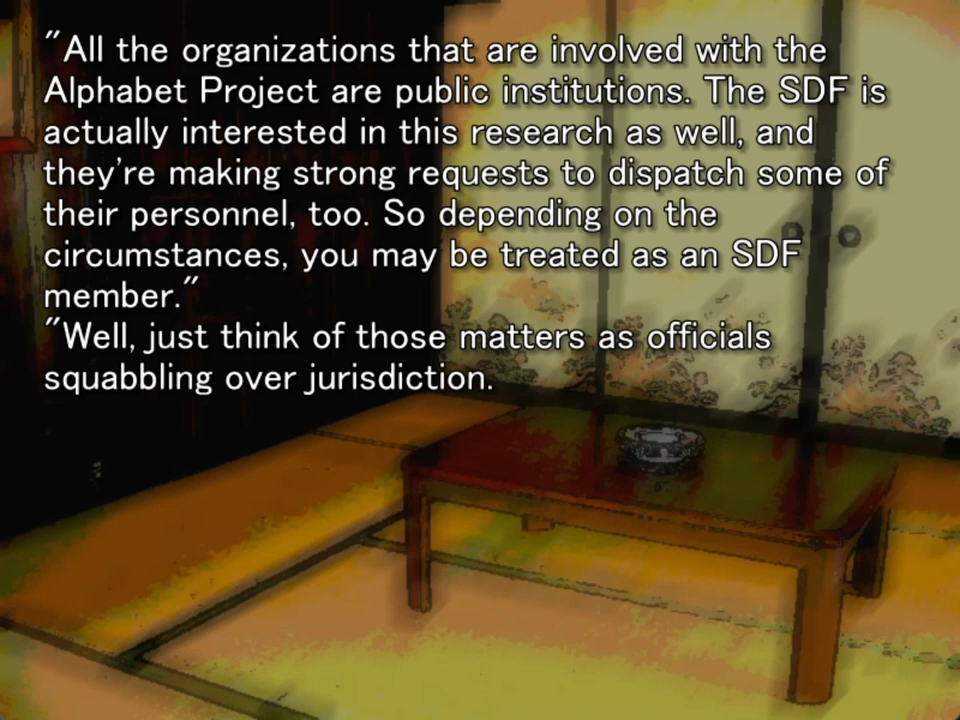 "All the organizations that are involved with the
Alphabet Project are public institutions. The SDF is
actually interested in this research as well, and
they're making strong requests to dispatch some of
their personnel, too. So depending on the
circumstances, you may be treated as an SDF
member."
"Well, just think of those matters as officials
squabbling over jurisdiction.